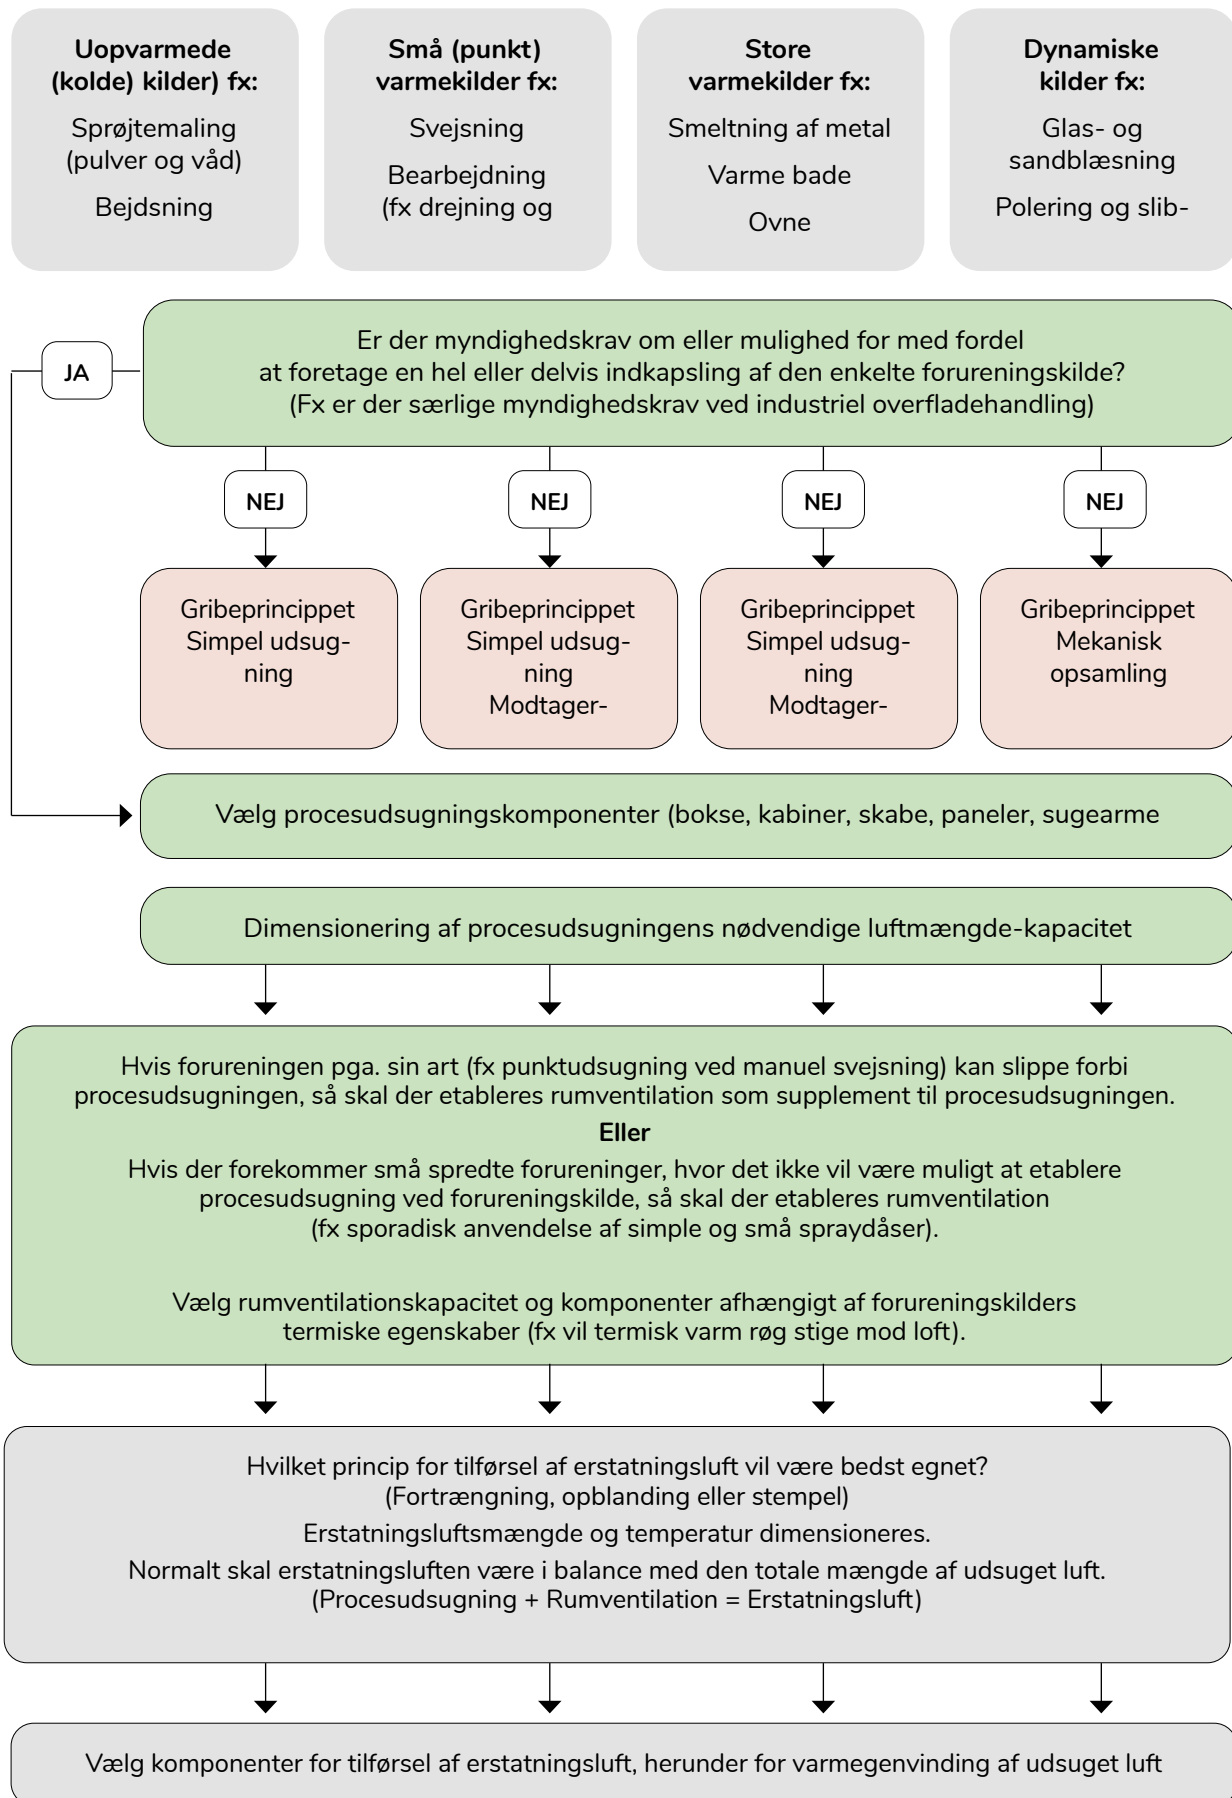 Uopvarmede
(kolde) kilder) fx:
Sprøjtemaling
(pulver og våd)
Bejdsning
Små (punkt)
varmekilder fx:
Svejsning
Bearbejdning
(fx drejning og
Store
varmekilder fx:
Smeltning af metal
Varme bade
Ovne
Dynamiske
kilder fx:
Glas- og
sandblæsning
Polering og slib-
JA
Er der myndighedskrav om eller mulighed for med fordel
at foretage en hel eller delvis indkapsling af den enkelte forureningskilde?
(Fx er der særlige myndighedskrav ved industriel overfladehandling)
NEJ
NEJ
NEJ
NEJ
Gribeprincippet
Simpel udsug-
ning
Gribeprincippet
Simpel udsug-
ning
Modtager-
Gribeprincippet
Simpel udsug-
ning
Modtager-
Gribeprincippet
Mekanisk
opsamling
Vælg procesudsugningskomponenter (bokse, kabiner, skabe, paneler, sugearme
Dimensionering af procesudsugningens nødvendige luftmængde-kapacitet
Hvis forureningen pga. sin art (fx punktudsugning ved manuel svejsning) kan slippe forbi
procesudsugningen, så skal der etableres rumventilation som supplement til procesudsugningen.
Eller
Hvis der forekommer små spredte forureninger, hvor det ikke vil være muligt at etablere
procesudsugning ved forureningskilde, så skal der etableres rumventilation
(fx sporadisk anvendelse af simple og små spraydåser).
Vælg rumventilationskapacitet og komponenter afhængigt af forureningskilders
termiske egenskaber (fx vil termisk varm røg stige mod loft).
Hvilket princip for tilførsel af erstatningsluft vil være bedst egnet?
(Fortrængning, opblanding eller stempel)
Erstatningsluftsmængde og temperatur dimensioneres.
Normalt skal erstatningsluften være i balance med den totale mængde af udsuget luft.
(Procesudsugning + Rumventilation = Erstatningsluft)
Vælg komponenter for tilførsel af erstatningsluft, herunder for varmegenvinding af udsuget luft